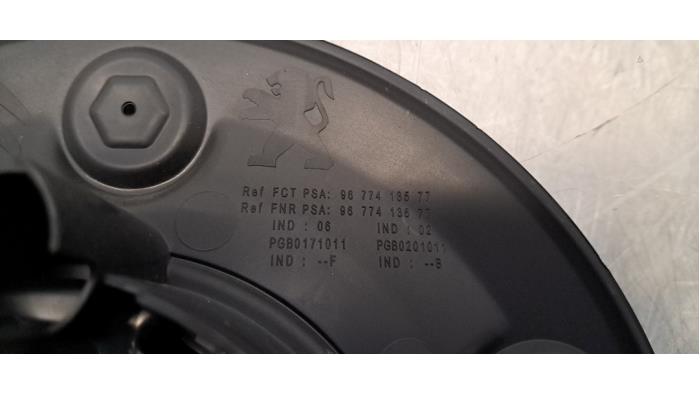 Ref FCT PSA: 96 774 135 77
Ref FNR PSA: 96 774 136 77
IND : 06 IND : 02
PGB0171011 PGB0201011
IND : --F IND : --B